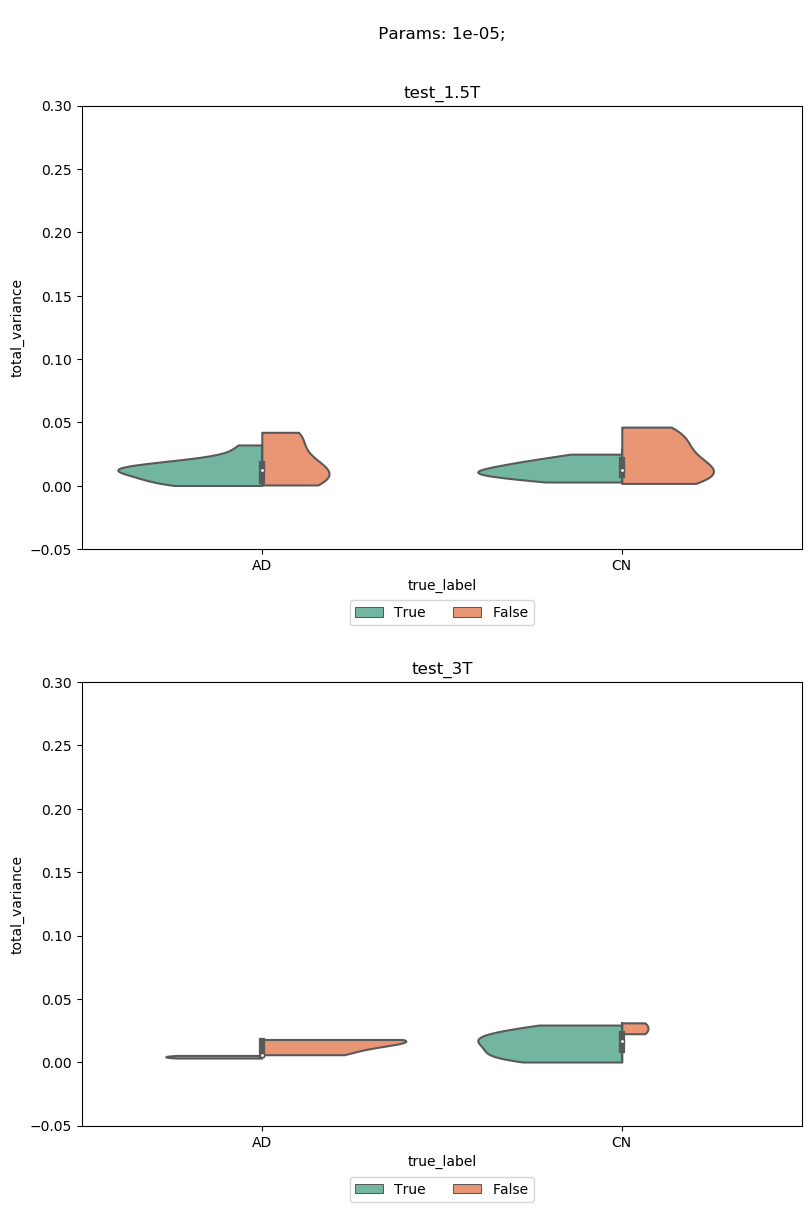 Params: 1e-05;
test_1.5T
0.30
0.25
0.20
0.15
0.10
0.05
0.00
−0.05
total_variance
AD CN
true_label
True False
test_3T
0.30
0.25
0.20
0.15
0.10
0.05
0.00
−0.05
total_variance
AD CN
true_label
True False